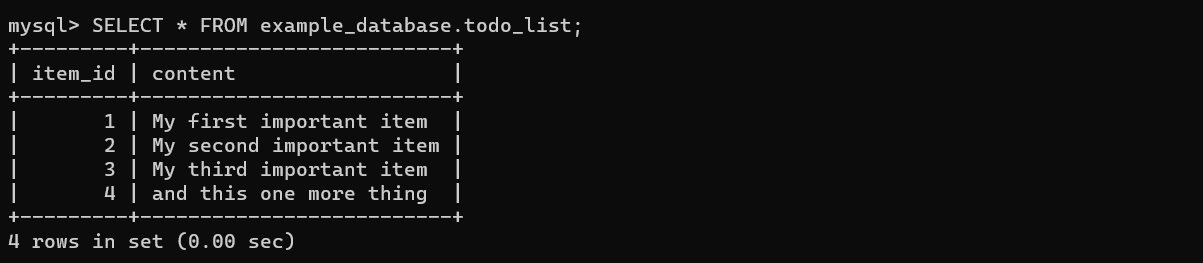 mysql> SELECT * FROM example_database.todo_list;
+---------+--------------------------+
| item_id | content                  |
+---------+--------------------------+
|       1 | My first important item  |
|       2 | My second important item |
|       3 | My third important item  |
|       4 | and this one more thing  |
+---------+--------------------------+
4 rows in set (0.00 sec)